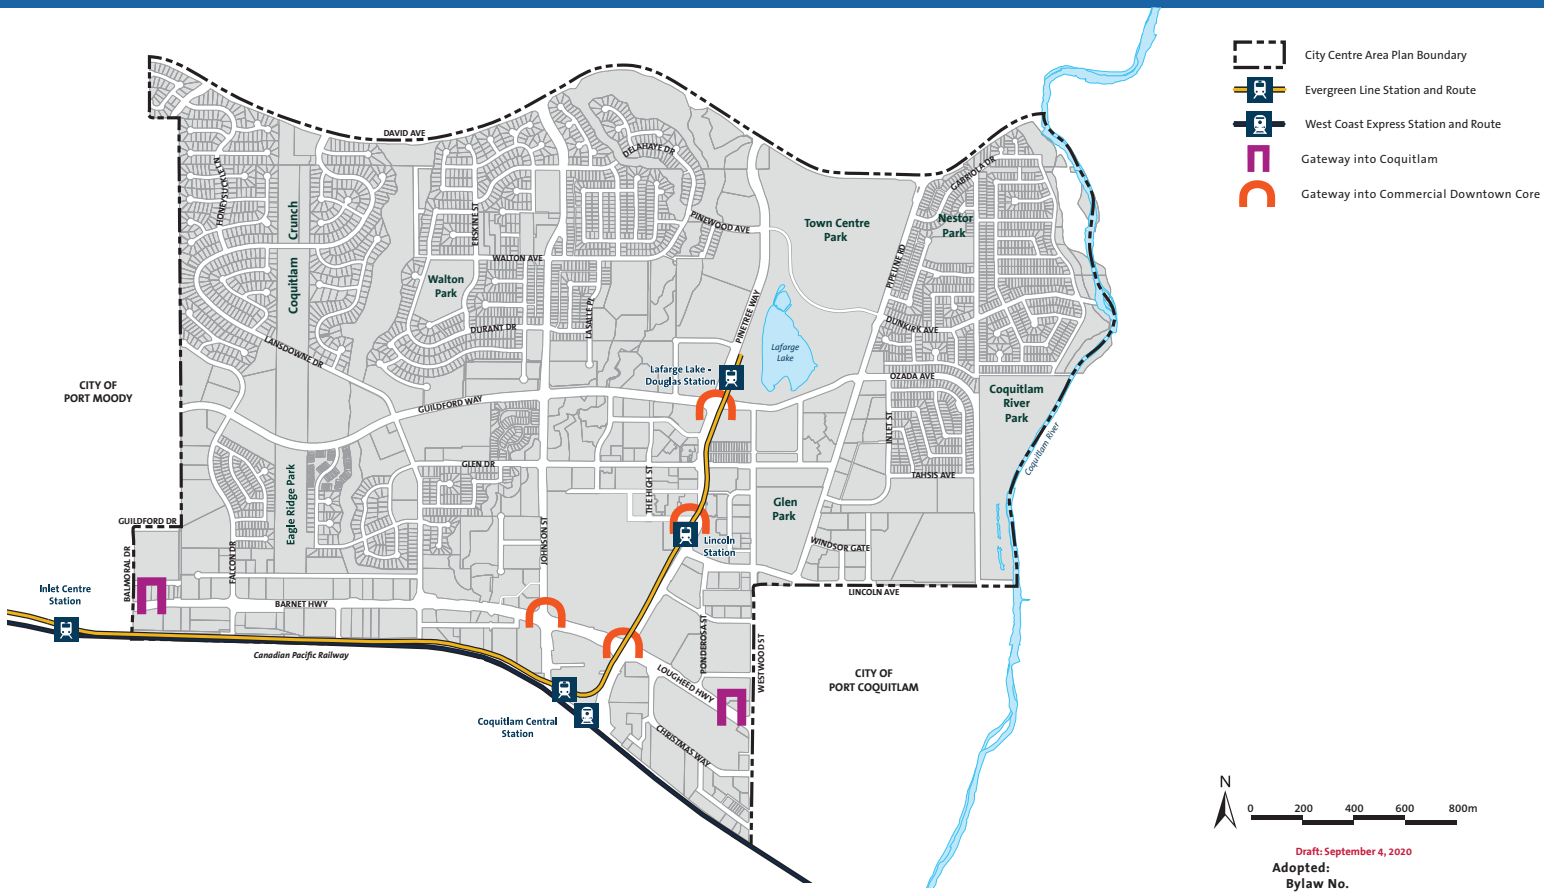 City Centre Area Plan Boundary
Evergreen Line Station and Route
West Coast Express Station and Route
Gateway into Coquitlam
Gateway into Commercial Downtown Core
DAVID AVE
DELAHAYE DR
GABRIOLA DR
HONEYSUCKLE LN
Coquitlam Crunch
ERSKINE ST
PINEWOOD AVE
Town Centre
Park
Nestor
Park
WALTON AVE
PIPELINE RD
Walton
Park
LASALLE PL
PINETREE WAY
DURANT DR
DUNKIRK AVE
LANSDOWNE DR
Lafarge
Lake
Lafarge Lake -
Douglas Station
OZADA AVE
CITY OF
PORT MOODY
Coquitlam
River
Park
GUILDFORD WAY
INLET ST
Coquitlam River
GLEN DR
THE HIGH ST
TAHSIS AVE
Eagle Ridge Park
Glen
Park
GUILDFORD DR
JOHNSON ST
Lincoln
Station
WINDSOR GATE
BALMORAL DR
FALCON DR
Inlet Centre
Station
BARNET HWY
LINCOLN AVE
Canadian Pacific Railway
PONDEROSA ST
WESTWOOD ST
LOUGHEED HWY
CITY OF
PORT COQUITLAM
Coquitlam Central
Station
CHRISTMAS WAY
N
0 200 400 600 800m
Draft: September 4, 2020
Adopted:
Bylaw No.